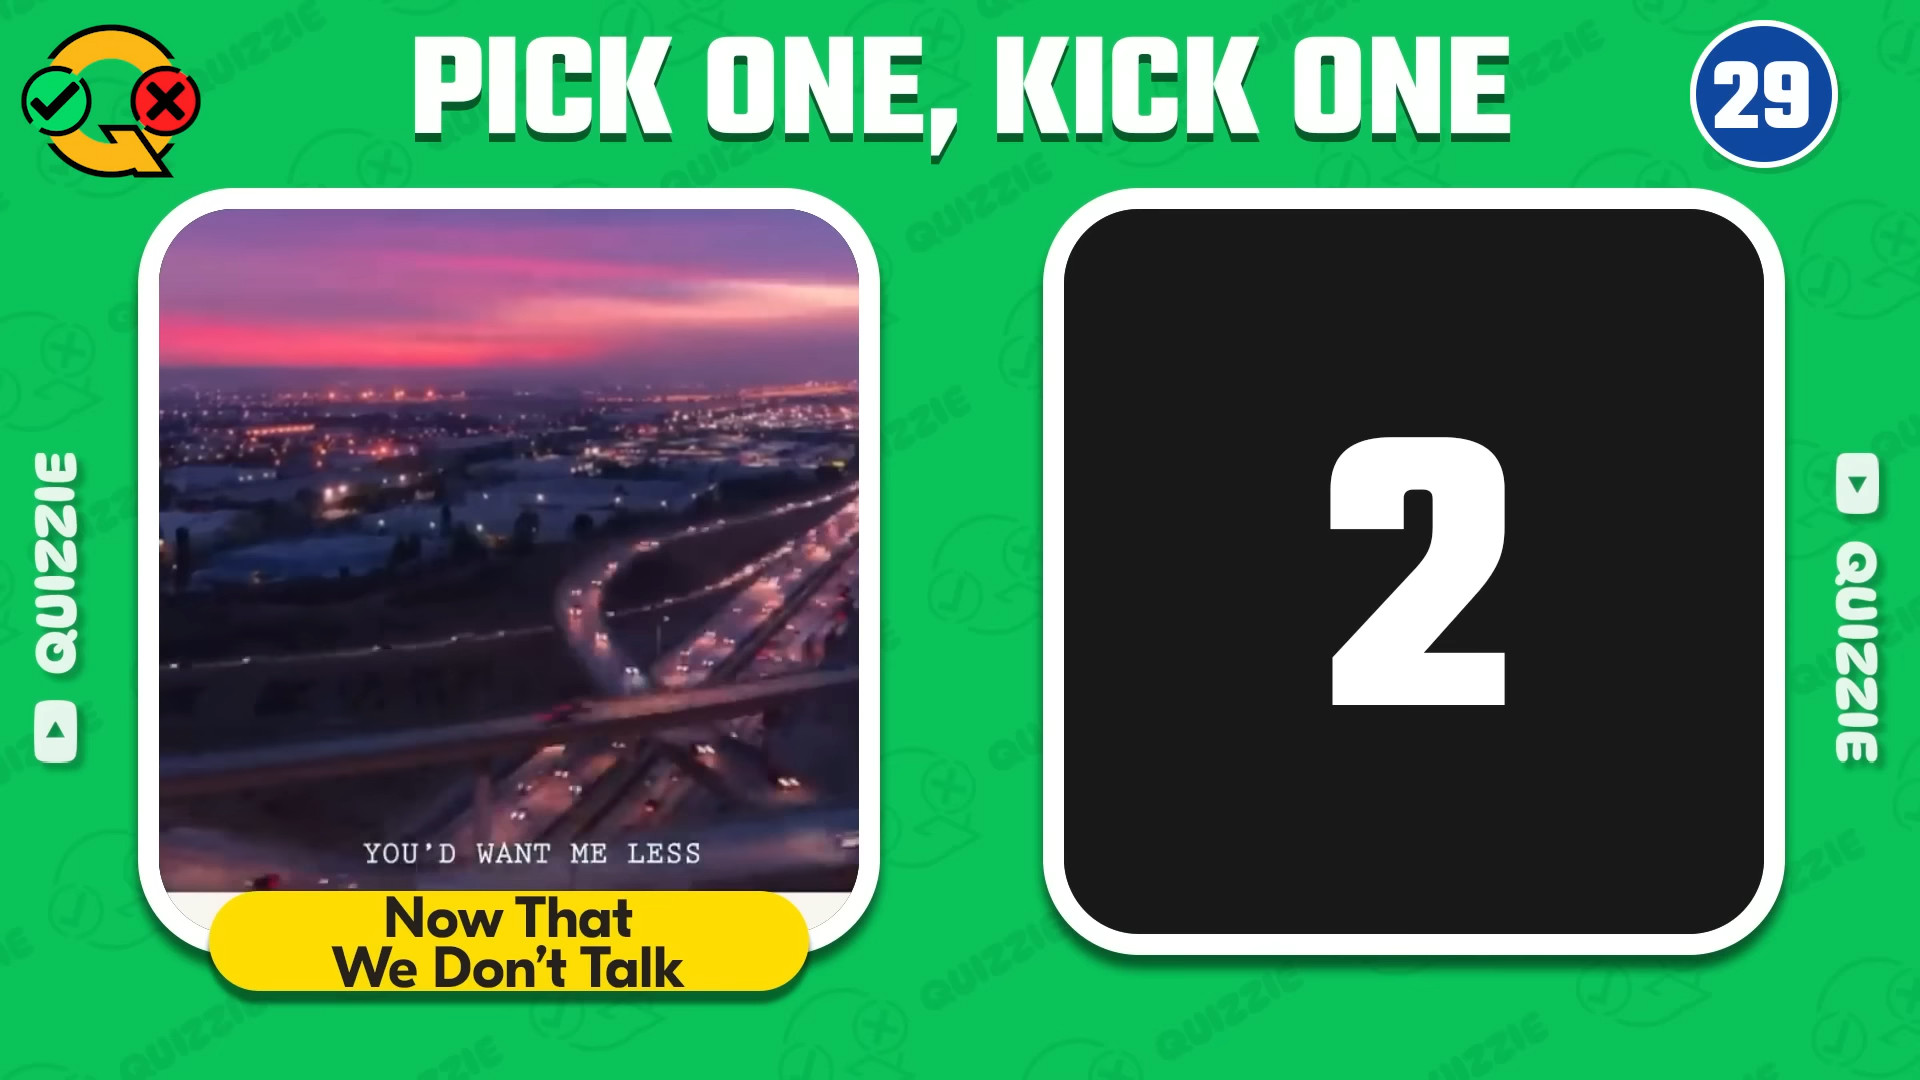 PICK ONE, KICK ONE
29
QUIZZIE
YOU'D WANT ME LESS
Now That
We Don't Talk
2
QUIZZIE